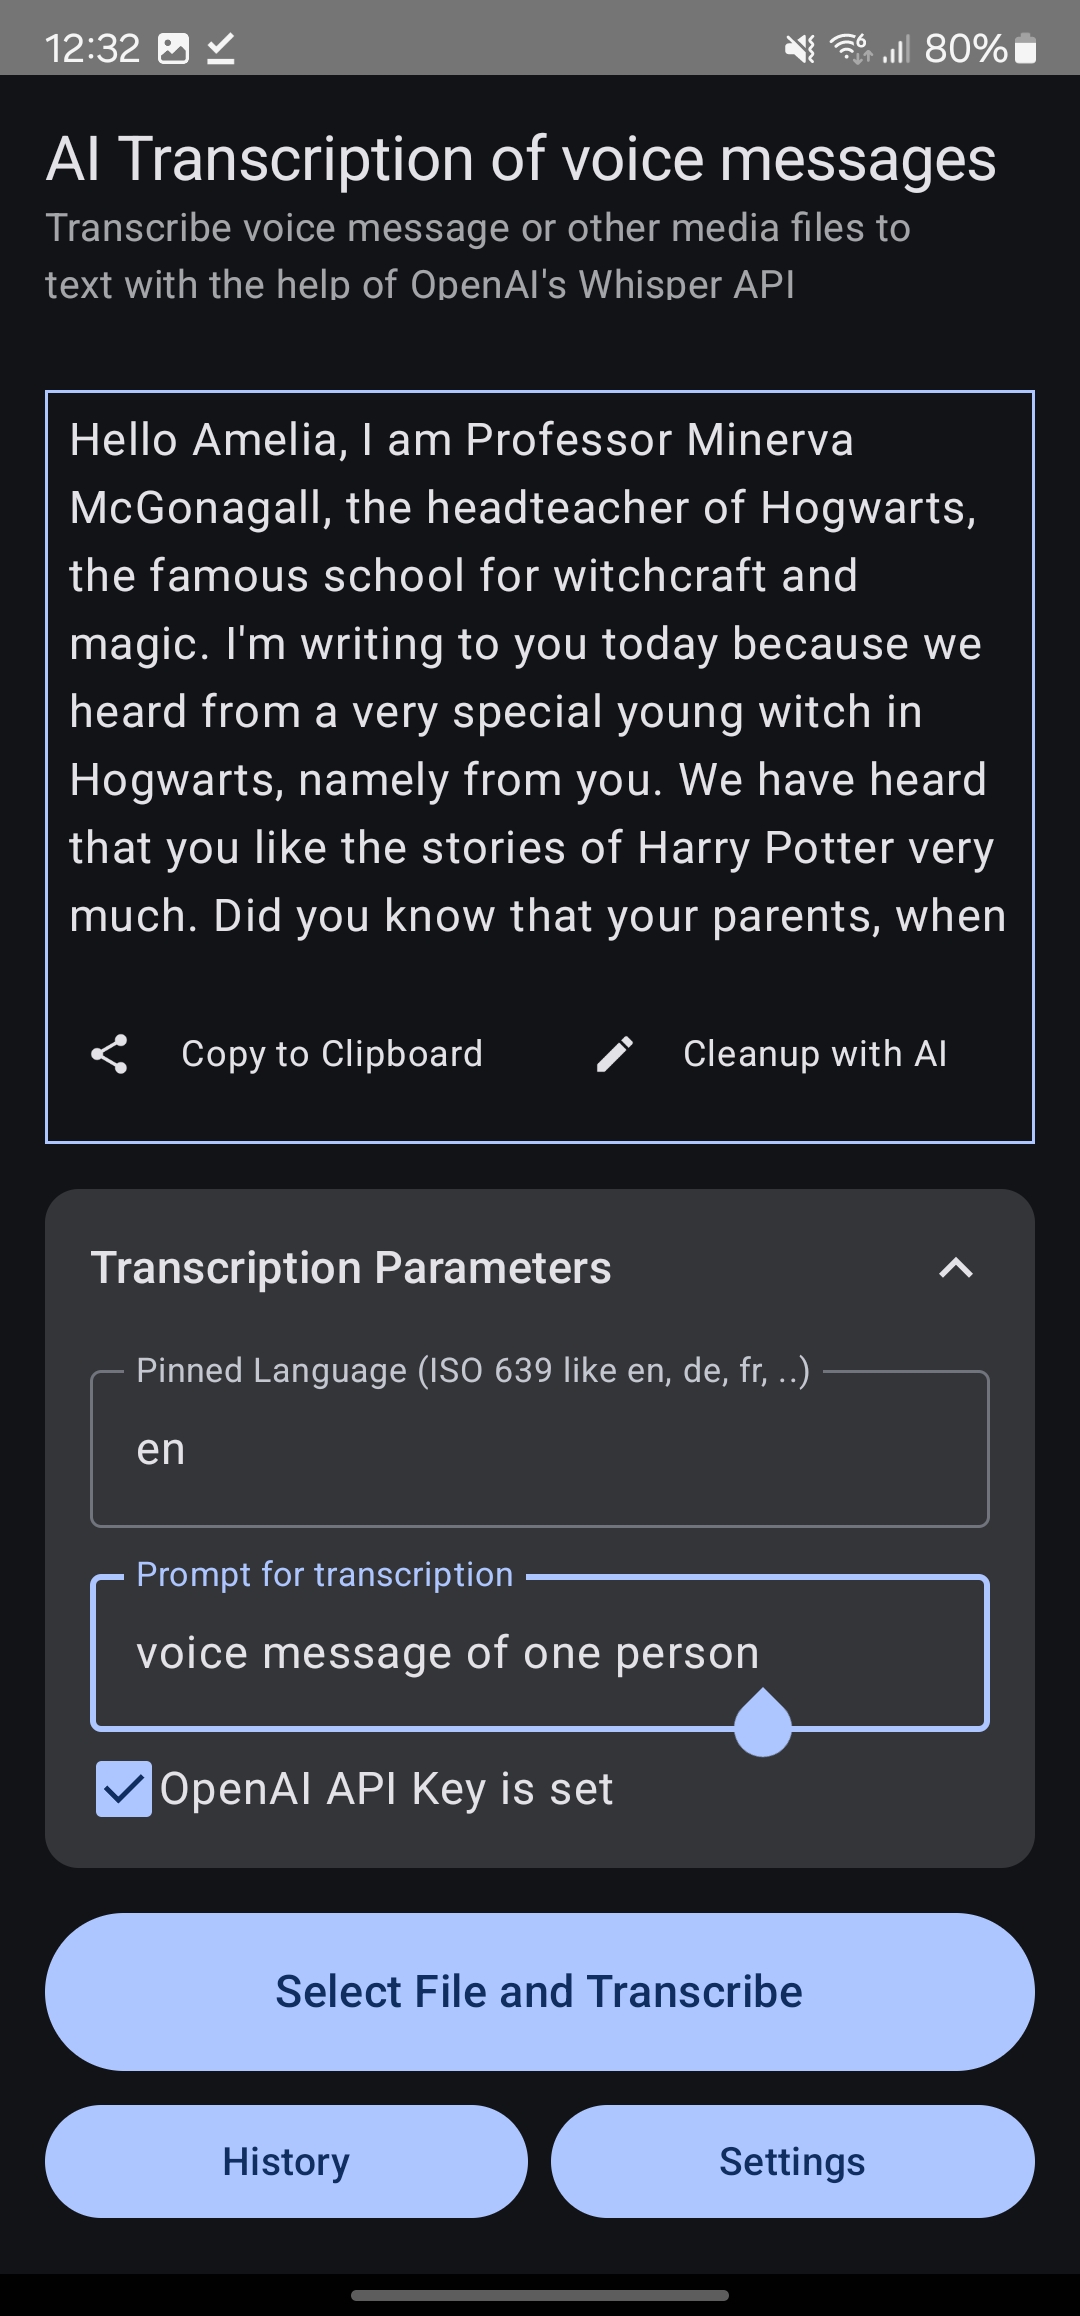 12:32
80%
AI Transcription of voice messages
Transcribe voice message or other media files to
text with the help of OpenAI's Whisper API
Hello Amelia, I am Professor Minerva
McGonagall, the headteacher of Hogwarts,
the famous school for witchcraft and
magic. I'm writing to you today because we
heard from a very special young witch in
Hogwarts, namely from you. We have heard
that you like the stories of Harry Potter very
much. Did you know that your parents, when
Copy to Clipboard
Cleanup with AI
Transcription Parameters
Pinned Language (ISO 639 like en, de, fr, ..)
en
Prompt for transcription
voice message of one person
OpenAI API Key is set
Select File and Transcribe
History
Settings